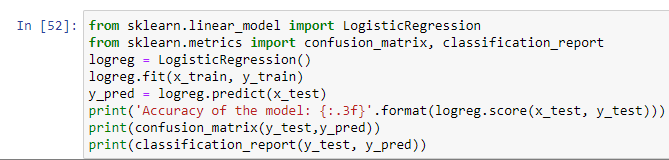 In [52]: from sklearn.linear_model import LogisticRegression
from sklearn.metrics import confusion_matrix, classification_report
logreg = LogisticRegression()
logreg.fit(x_train, y_train)
y_pred = logreg.predict(x_test)
print('Accuracy of the model: {:.3f}'.format(logreg.score(x_test, y_test)))
print(confusion_matrix(y_test,y_pred))
print(classification_report(y_test, y_pred))